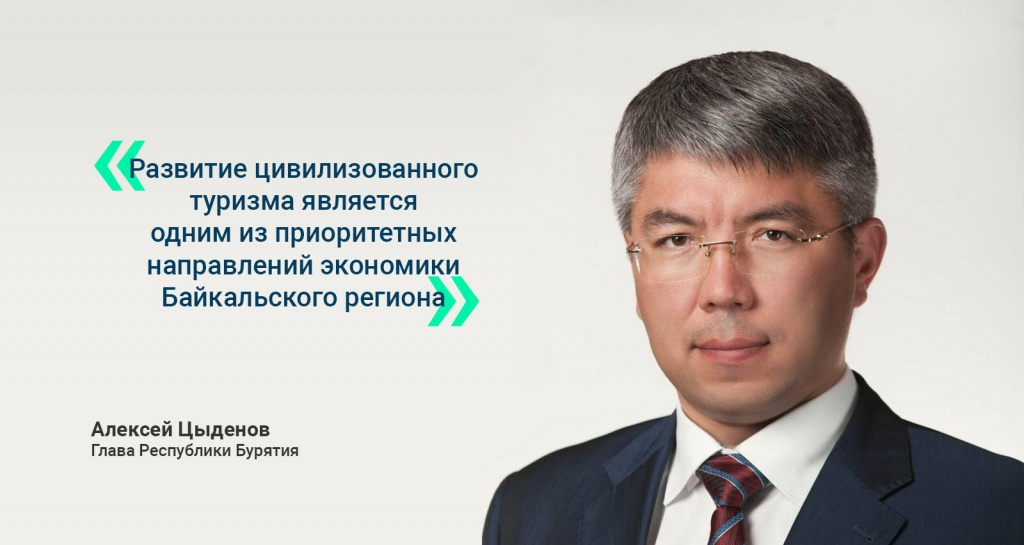 «Развитие цивилизованного
туризма является
одним из приоритетных
направлений экономики
Байкальского региона»
Алексей Цыденов
Глава Республики Бурятия